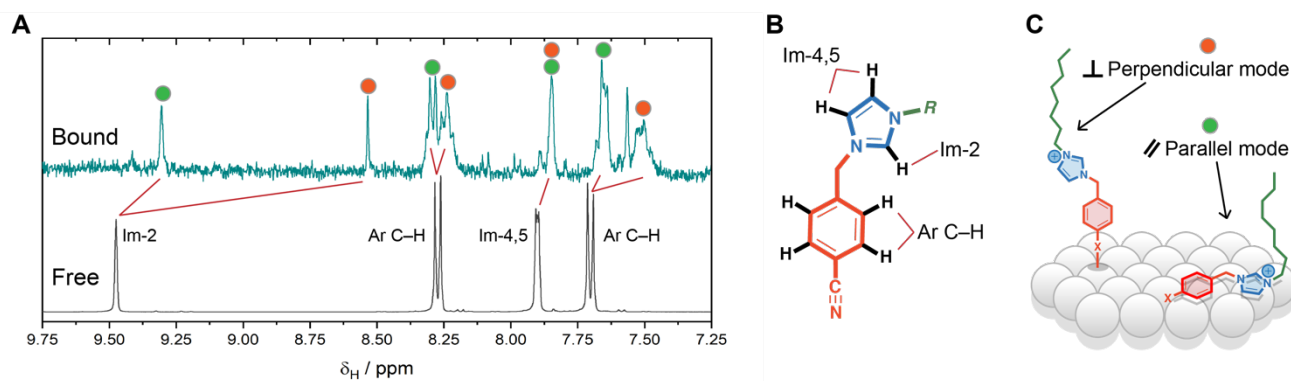 A
Bound
Im-2
Ar C–H
Im-4,5
Ar C–H
Free
9.75 9.50 9.25 9.00 8.75 8.50 8.25 8.00 7.75 7.50 7.25
δH / ppm
B
Im-4,5
H
H
N
R
N
H
Im-2
H
H
Ar C–H
H
H
C
N
C
⊥ Perpendicular mode
∥ Parallel mode
N
+
N
X
N
+
N
X